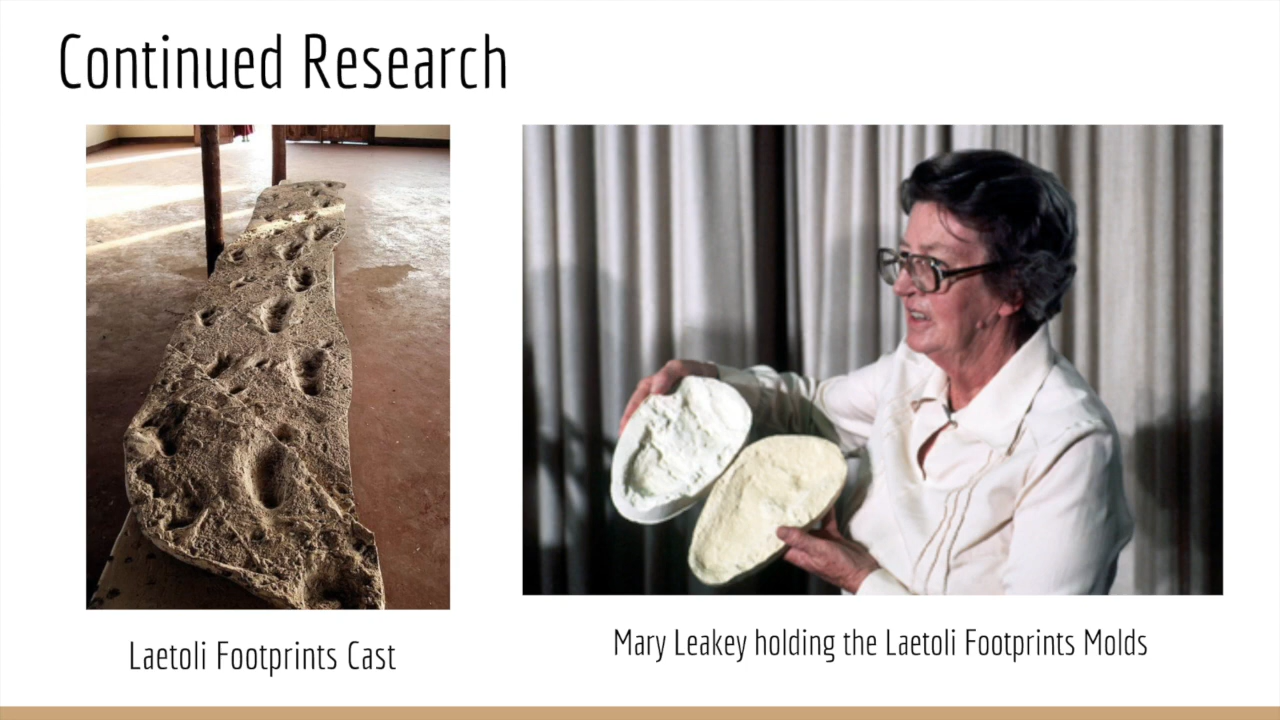 Continued Research
Laetoli Footprints Cast
Mary Leakey holding the Laetoli Footprints Molds